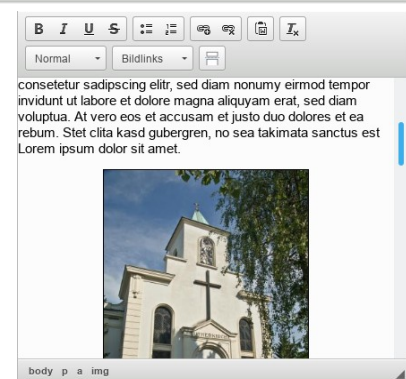 B I U S
Normal Bildlinks
consetetur sadipscing elitr, sed diam nonumy eirmod tempor
invidunt ut labore et dolore magna aliquyam erat, sed diam
voluptua. At vero eos et accusam et justo duo dolores et ea
rebum. Stet clita kasd gubergren, no sea takimata sanctus est
Lorem ipsum dolor sit amet.
body p a img